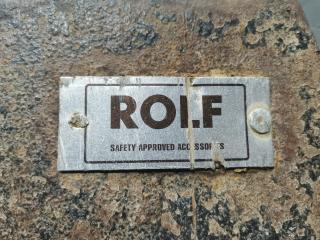 ROLF
SAFETY APPROVED ACCESSORIES